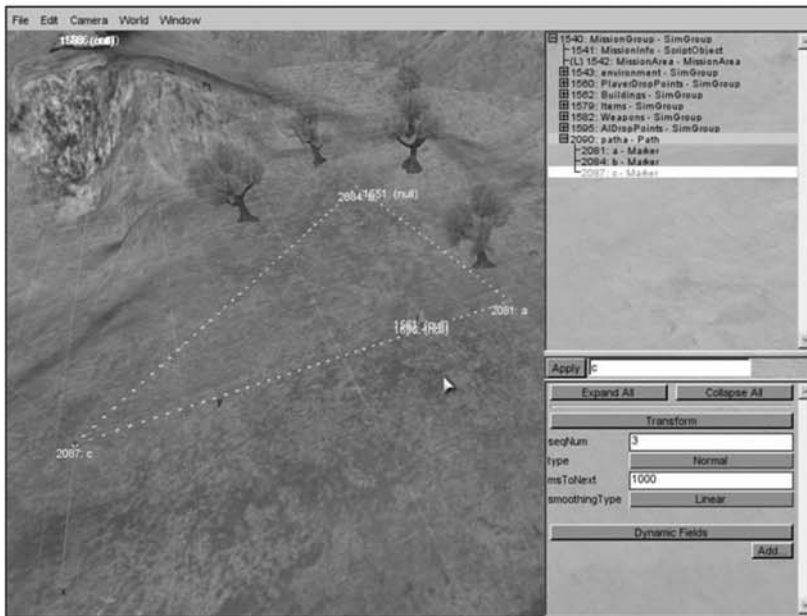 File Edit Camera World Window
1540: MissionGroup - SimGroup
1541: MissionInfo - ScriptObject
(L) 1542: MissionArea - MissionArea
1543: environment - SimGroup
1560: PlayerDropPoints - SimGroup
1562: Buildings - SimGroup
1579: Items - SimGroup
1582: Weapons - SimGroup
1595: AIDropPoints - SimGroup
2090: patha - Path
2081: a - Marker
2084: b - Marker
2087: c - Marker
(null)
1651: (null)
2081: a
(null)
2087: c
Y
X
Apply c
Expand All Collapse All
Transform
seqNum 3
type Normal
msToNext 1000
smoothingType Linear
Dynamic Fields
Add...